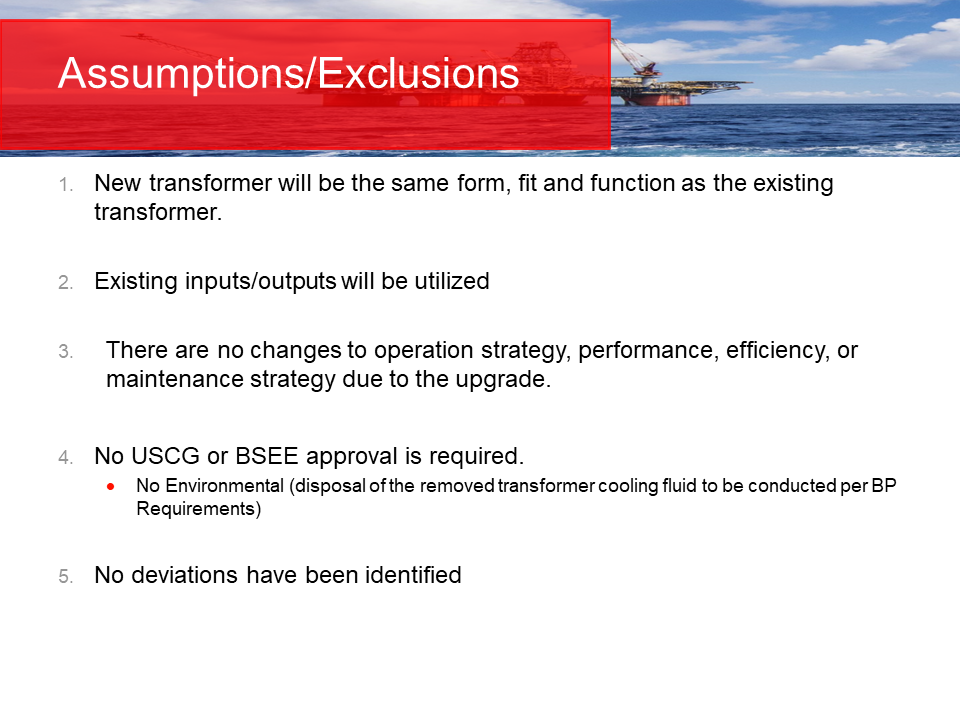 Assumptions/Exclusions
1. New transformer will be the same form, fit and function as the existing
transformer.
2. Existing inputs/outputs will be utilized
3. There are no changes to operation strategy, performance, efficiency, or
maintenance strategy due to the upgrade.
4. No USCG or BSEE approval is required.
• No Environmental (disposal of the removed transformer cooling fluid to be conducted per BP
Requirements)
5. No deviations have been identified